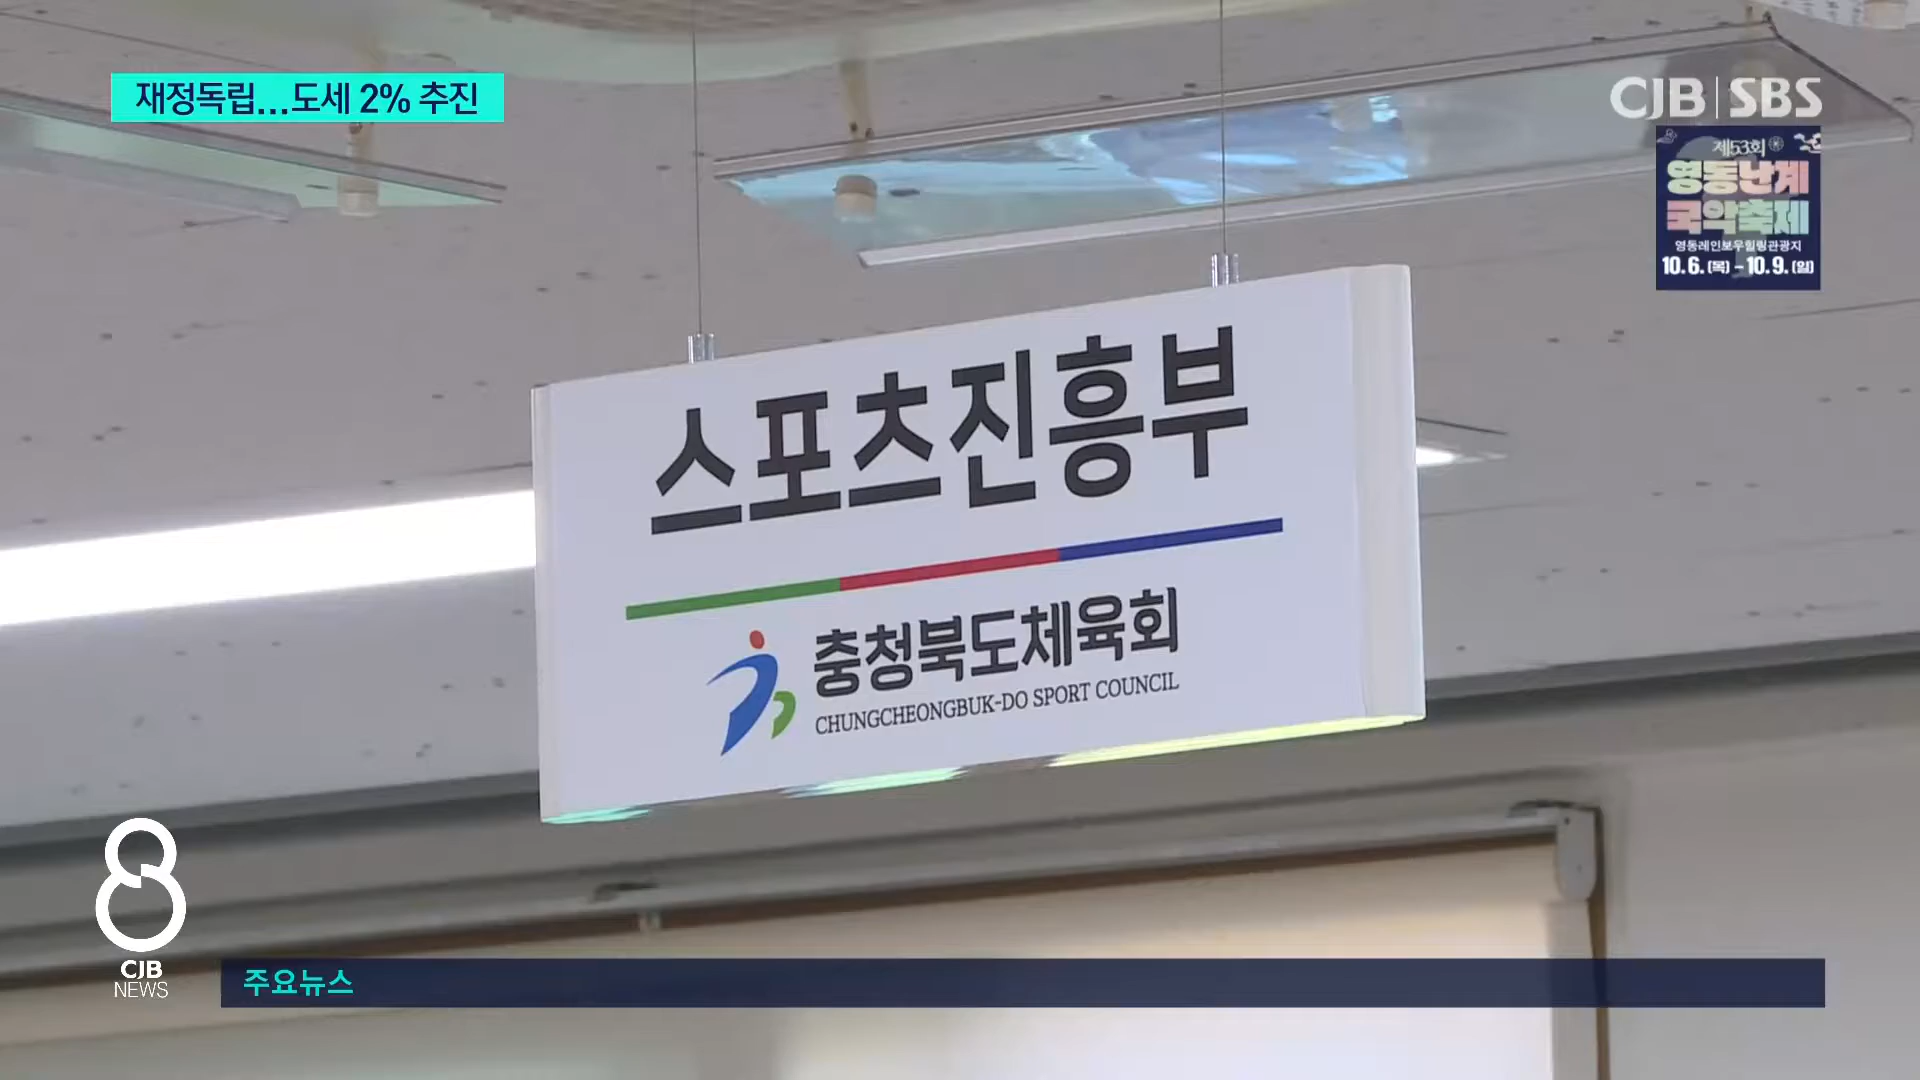 재정독립...도세 2% 추진
CJB SBS
제53회
영동난계
국악축제
영동레인보우힐링관광지
10. 6. (목) - 10. 9. (일)
스포츠진흥부
충청북도체육회
CHUNGCHEONGBUK-DO SPORT COUNCIL
8
CJB
NEWS
주요뉴스